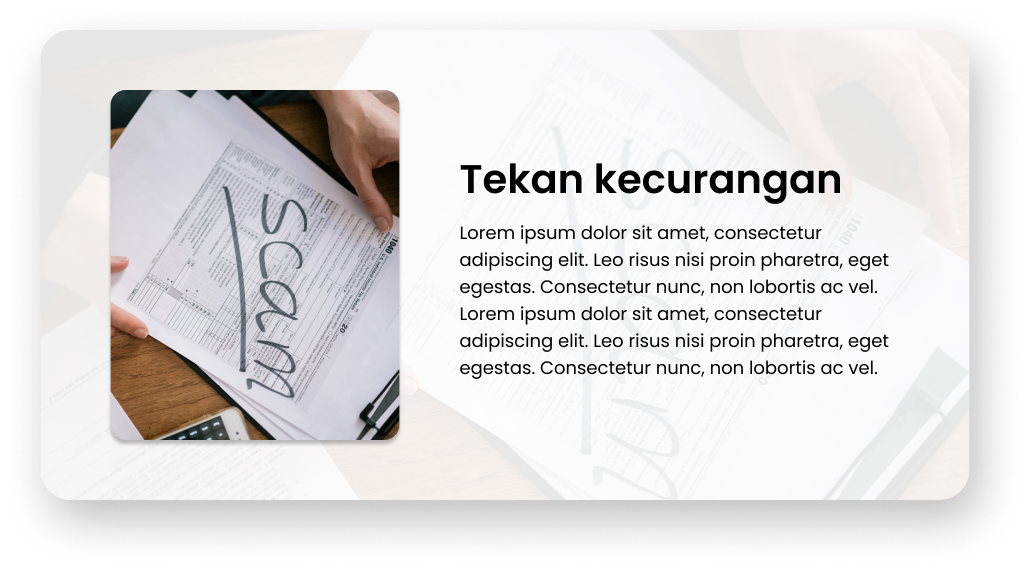 Tekan kecurangan
Lorem ipsum dolor sit amet, consectetur
adipiscing elit. Leo risus nisi proin pharetra, eget
egestas. Consectetur nunc, non lobortis ac vel.
Lorem ipsum dolor sit amet, consectetur
adipiscing elit. Leo risus nisi proin pharetra, eget
egestas. Consectetur nunc, non lobortis ac vel.
scam
1040
20